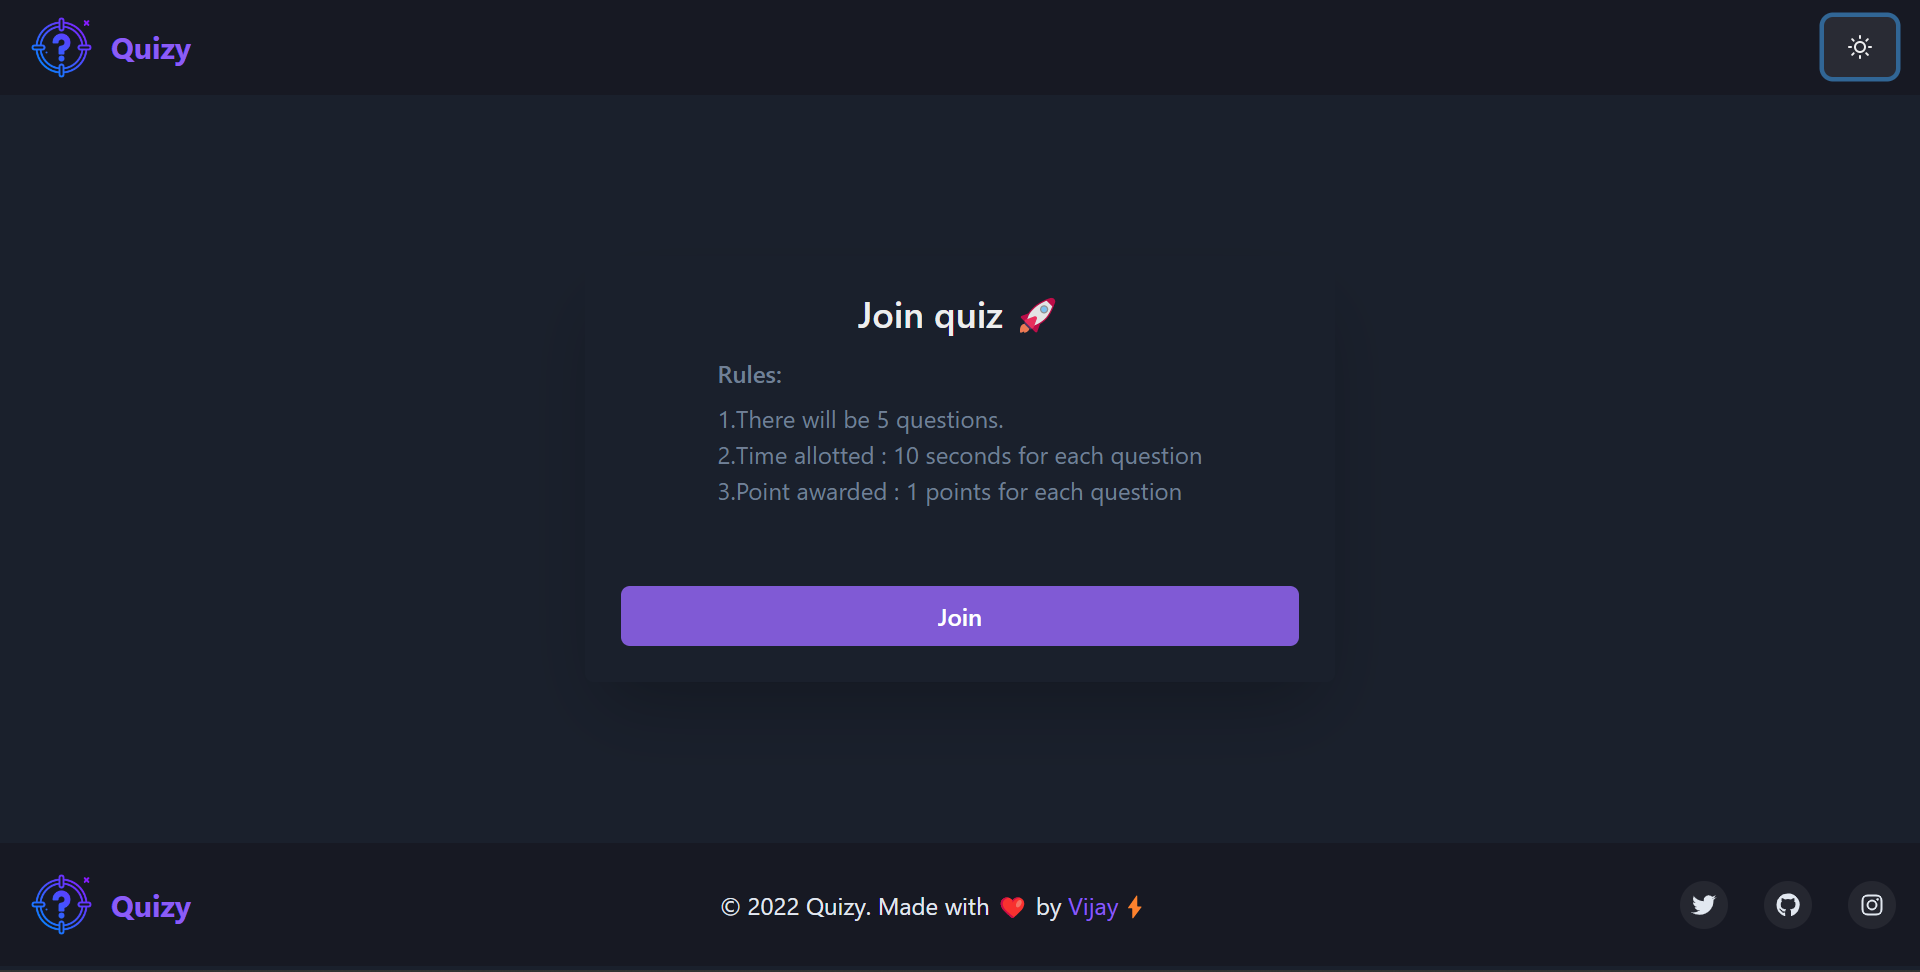 Quizy
Join quiz 🚀
Rules:
1.There will be 5 questions.
2.Time allotted : 10 seconds for each question
3.Point awarded : 1 points for each question
Join
Quizy
© 2022 Quizy. Made with ❤️ by Vijay⚡